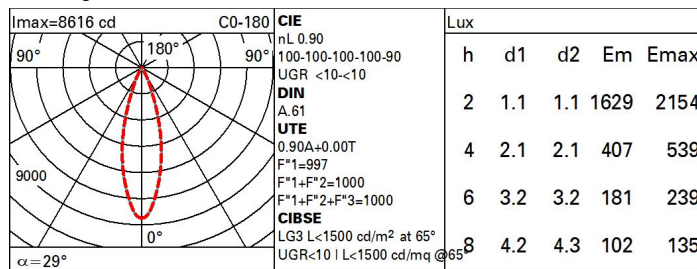 Imax=8616 cd C0-180
90° 180° 90°
9000
0°
α=29°
CIE
nL 0.90
100-100-100-100-90
UGR <10-<10
DIN
A.61
UTE
0.90A+0.00T
F"1=997
F"1+F"2=1000
F"1+F"2+F"3=1000
CIBSE
LG3 L<1500 cd/m² at 65°
UGR<10 | L<1500 cd/mq @65°
Lux
h d1 d2 Em Emax
2 1.1 1.1 1629 2154
4 2.1 2.1 407 539
6 3.2 3.2 181 239
8 4.2 4.3 102 135